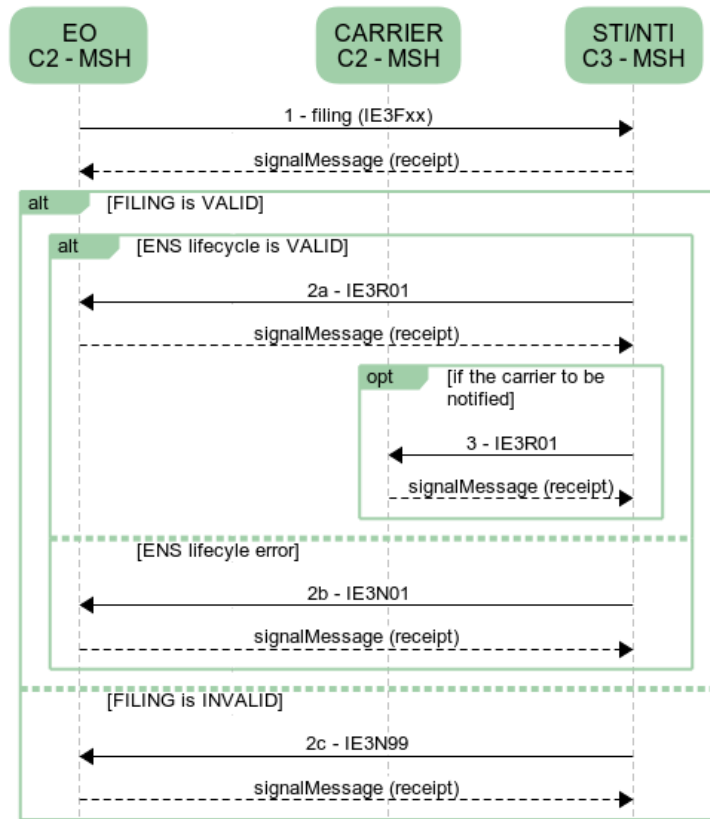 EO
C2 - MSH
CARRIER
C2 - MSH
STI/NTI
C3 - MSH
1 - filing (IE3Fxx)
signalMessage (receipt)
alt [FILING is VALID]
alt [ENS lifecycle is VALID]
2a - IE3R01
signalMessage (receipt)
opt [if the carrier to be
notified]
3 - IE3R01
signalMessage (receipt)
[ENS lifecyle error]
2b - IE3N01
signalMessage (receipt)
[FILING is INVALID]
2c - IE3N99
signalMessage (receipt)